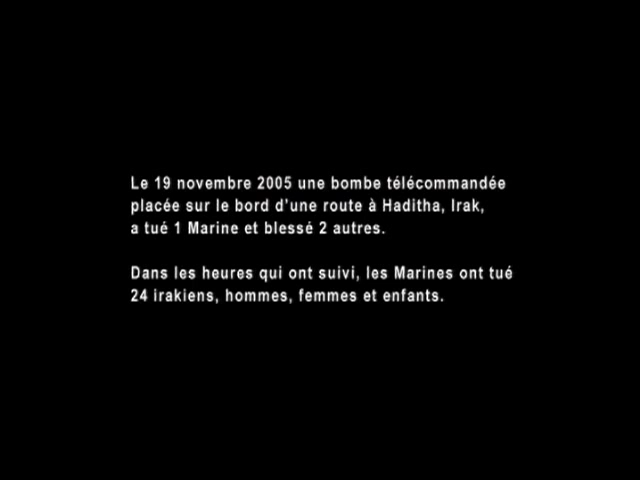 Le 19 novembre 2005 une bombe télécommandée
placée sur le bord d'une route à Haditha, Irak,
a tué 1 Marine et blessé 2 autres.
Dans les heures qui ont suivi, les Marines ont tué
24 irakiens, hommes, femmes et enfants.